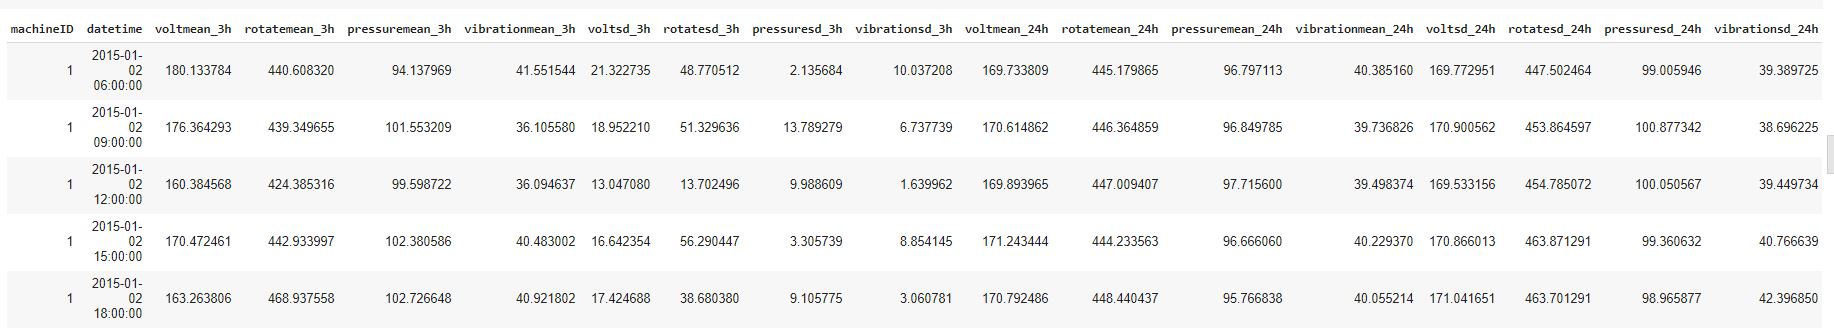 machineID datetime voltmean_3h rotatemean_3h pressuremean_3h vibrationmean_3h voltsd_3h rotatesd_3h pressuresd_3h vibrationsd_3h voltmean_24h rotatemean_24h pressuremean_24h vibrationmean_24h voltsd_24h rotatesd_24h pressuresd_24h vibrationsd_24h
2015-01-
1 02 180.133784 440.608320 94.137969 41.551544 21.322735 48.770512 2.135684 10.037208 169.733809 445.179865 96.797113 40.385160 169.772951 447.502464 99.005946 39.389725
06:00:00
2015-01-
1 02 176.364293 439.349655 101.553209 36.105580 18.952210 51.329636 13.789279 6.737739 170.614862 446.364859 96.849785 39.736826 170.900562 453.864597 100.877342 38.696225
09:00:00
2015-01-
1 02 160.384568 424.385316 99.598722 36.094637 13.047080 13.702496 9.988609 1.639962 169.893965 447.009407 97.715600 39.498374 169.533156 454.785072 100.050567 39.449734
12:00:00
2015-01-
1 02 170.472461 442.933997 102.380586 40.483002 16.642354 56.290447 3.305739 8.854145 171.243444 444.233563 96.666060 40.229370 170.866013 463.871291 99.360632 40.766639
15:00:00
2015-01-
1 02 163.263806 468.937558 102.726648 40.921802 17.424688 38.680380 9.105775 3.060781 170.792486 448.440437 95.766838 40.055214 171.041651 463.701291 98.965877 42.396850
18:00:00